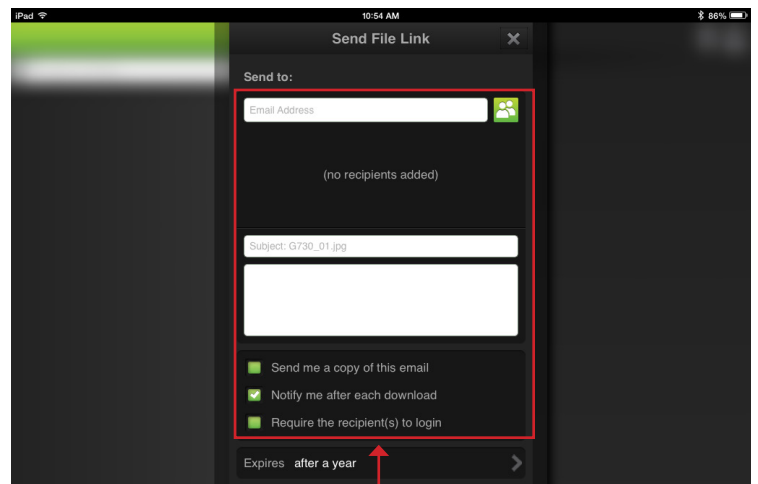 iPad 10:54 AM 86%
Send File Link
Send to:
Email Address
(no recipients added)
Subject: G730_01.jpg
Send me a copy of this email
Notify me after each download
Require the recipient(s) to login
Expires after a year